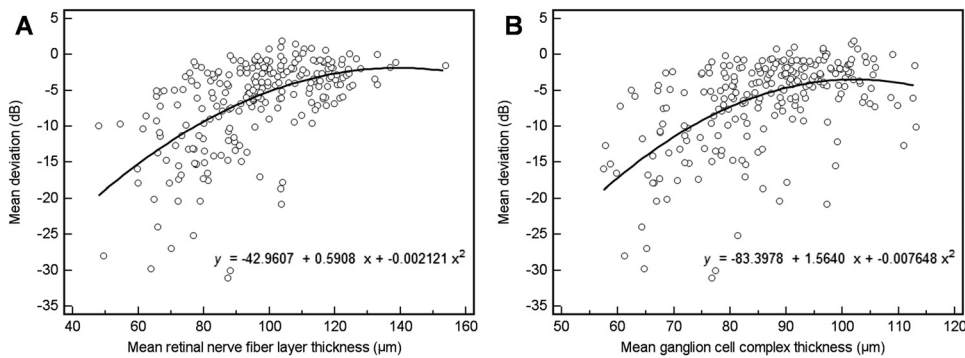 A
5
0
-5
-10
-15
-20
-25
-30
-35
Mean deviation (dB)
y = -42.9607 + 0.5908 x + -0.002121 x²
40 60 80 100 120 140 160
Mean retinal nerve fiber layer thickness (µm)
B
5
0
-5
-10
-15
-20
-25
-30
-35
Mean deviation (dB)
y = -83.3978 + 1.5640 x + -0.007648 x²
50 60 70 80 90 100 110 120
Mean ganglion cell complex thickness (µm)